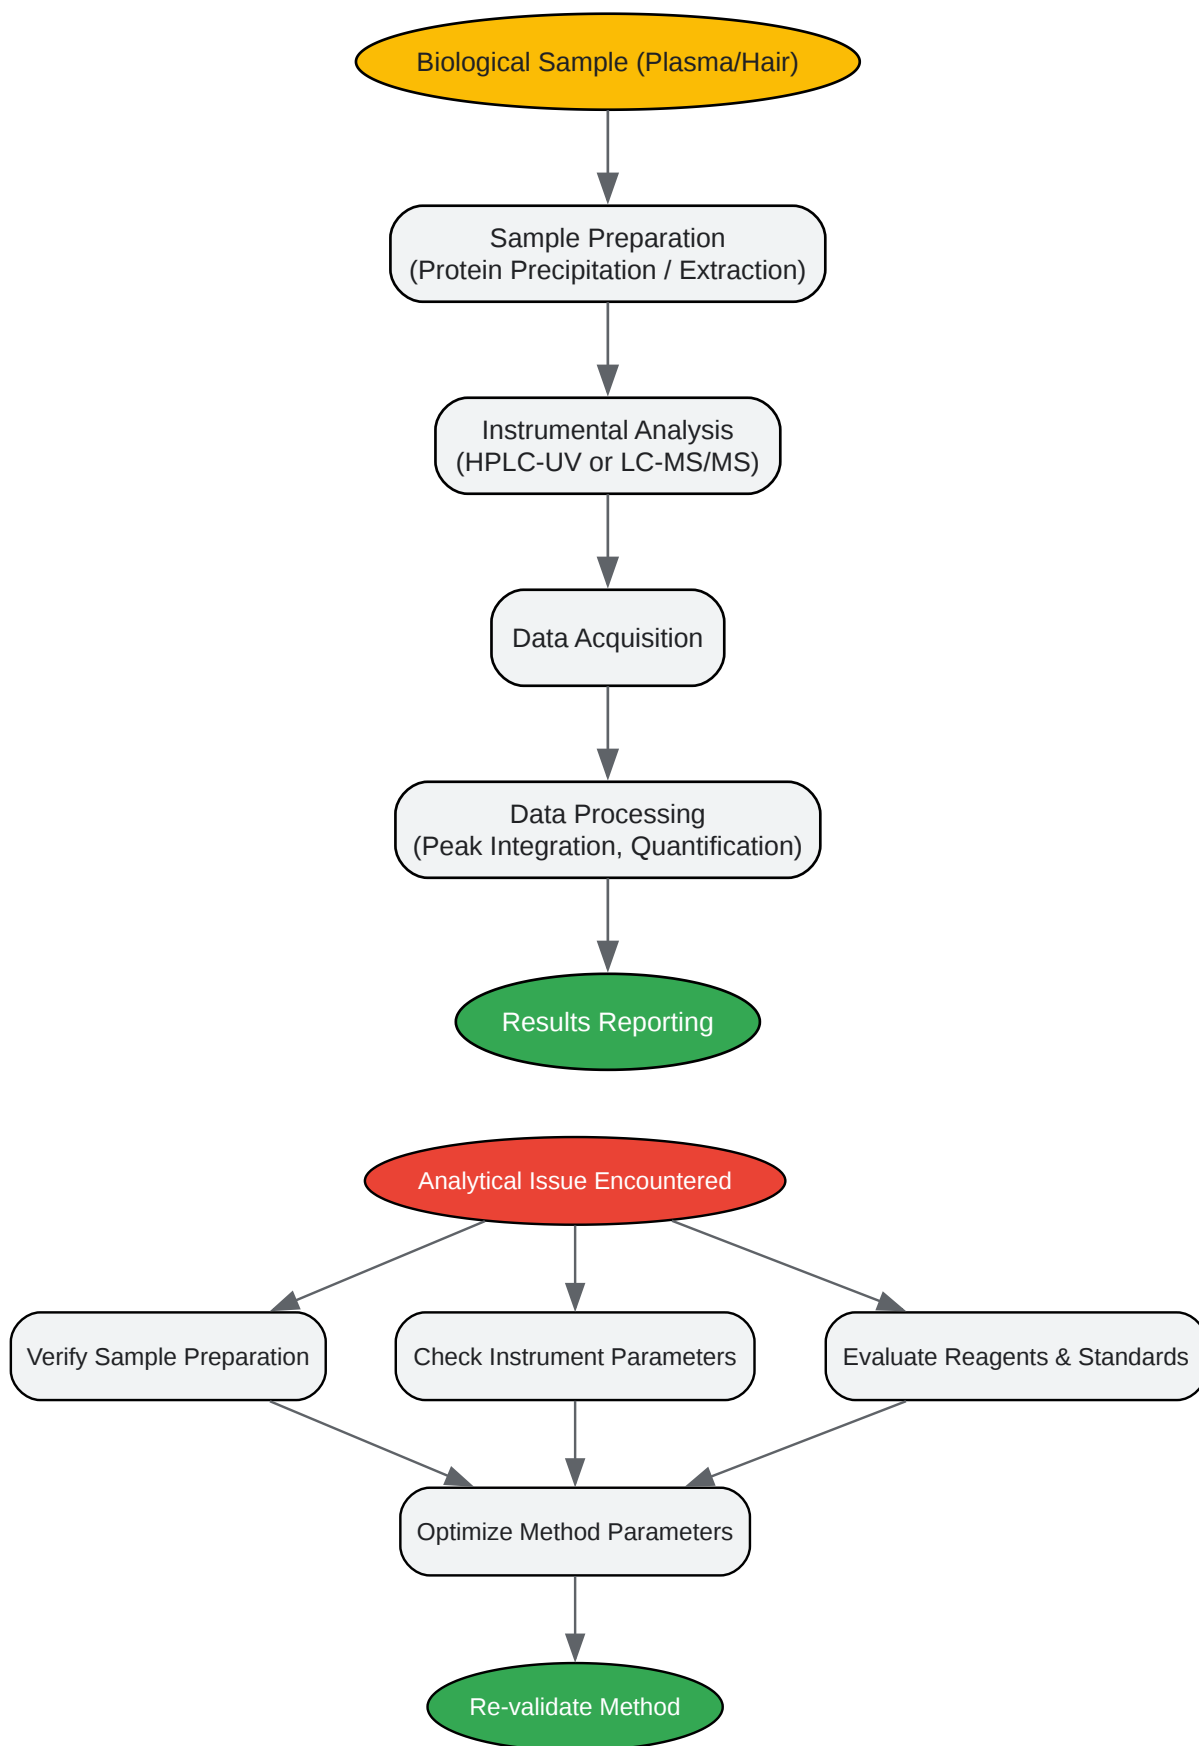 Biological Sample (Plasma/Hair)
Sample Preparation
(Protein Precipitation / Extraction)
Instrumental Analysis
(HPLC-UV or LC-MS/MS)
Data Acquisition
Data Processing
(Peak Integration, Quantification)
Results Reporting
Analytical Issue Encountered
Verify Sample Preparation
Check Instrument Parameters
Evaluate Reagents & Standards
Optimize Method Parameters
Re-validate Method